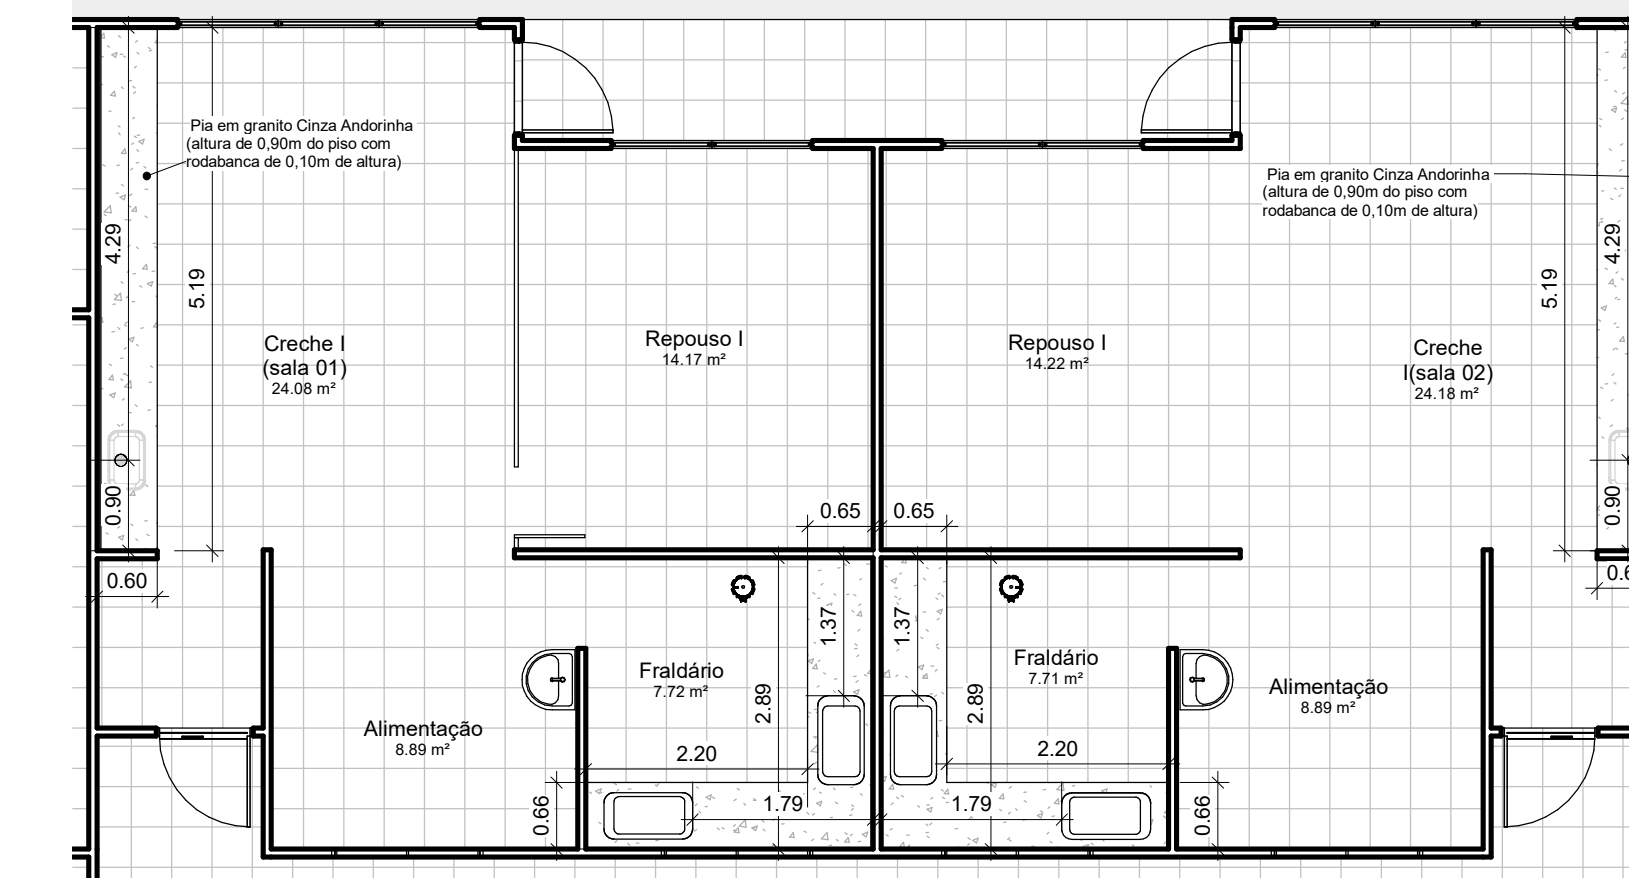 Pia em granito Cinza Andorinha
(altura de 0,90m do piso com
rodabanca de 0,10m de altura)
Pia em granito Cinza Andorinha
(altura de 0,90m do piso com
rodabanca de 0,10m de altura)
4.29
5.19
5.19
4.29
Creche I
(sala 01)
24.08 m²
Repouso I
14.17 m²
Repouso I
14.22 m²
Creche
I(sala 02)
24.18 m²
0.90
0.65
0.65
0.90
0.60
1.37
1.37
Fraldário
7.72 m²
Fraldário
7.71 m²
2.89
2.89
Alimentação
8.89 m²
Alimentação
8.89 m²
2.20
2.20
0.66
1.79
1.79
0.66